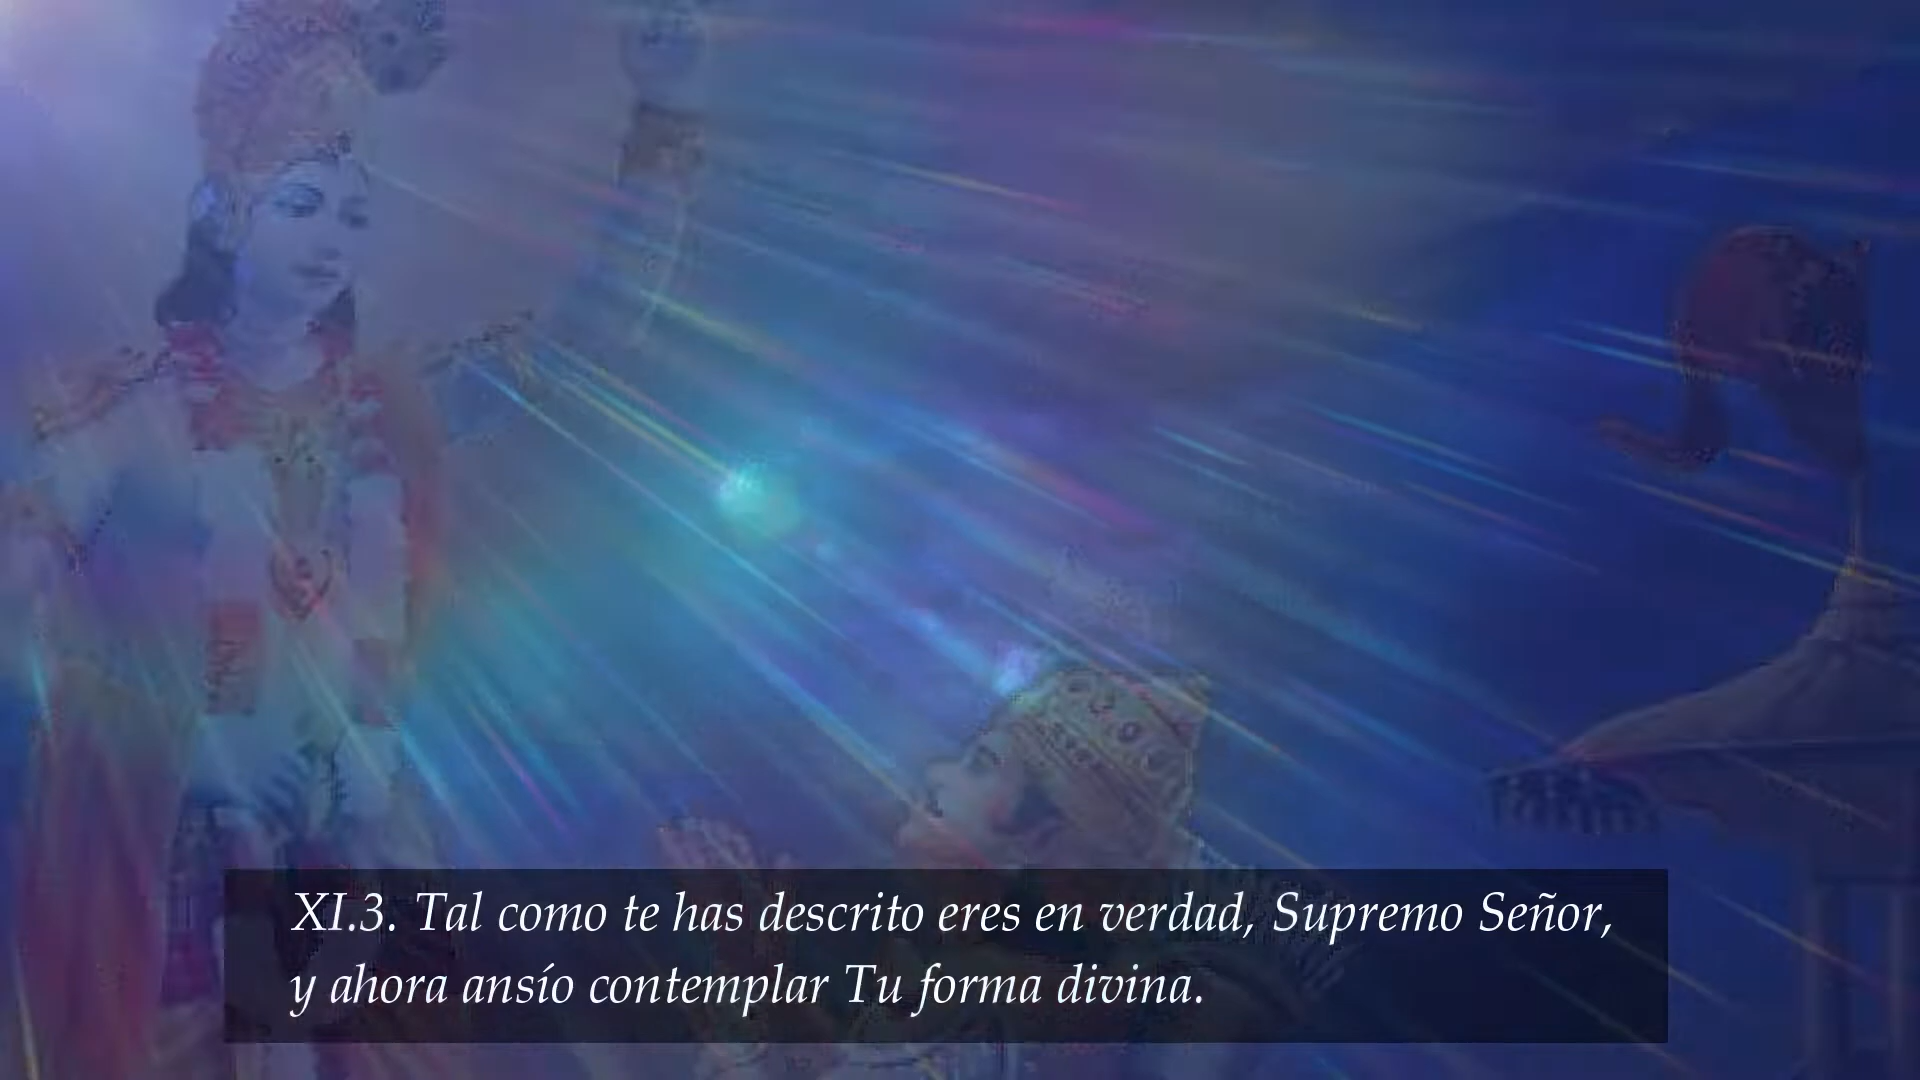 XI.3. Tal como te has descrito eres en verdad, Supremo Señor,
y ahora ansío contemplar Tu forma divina.